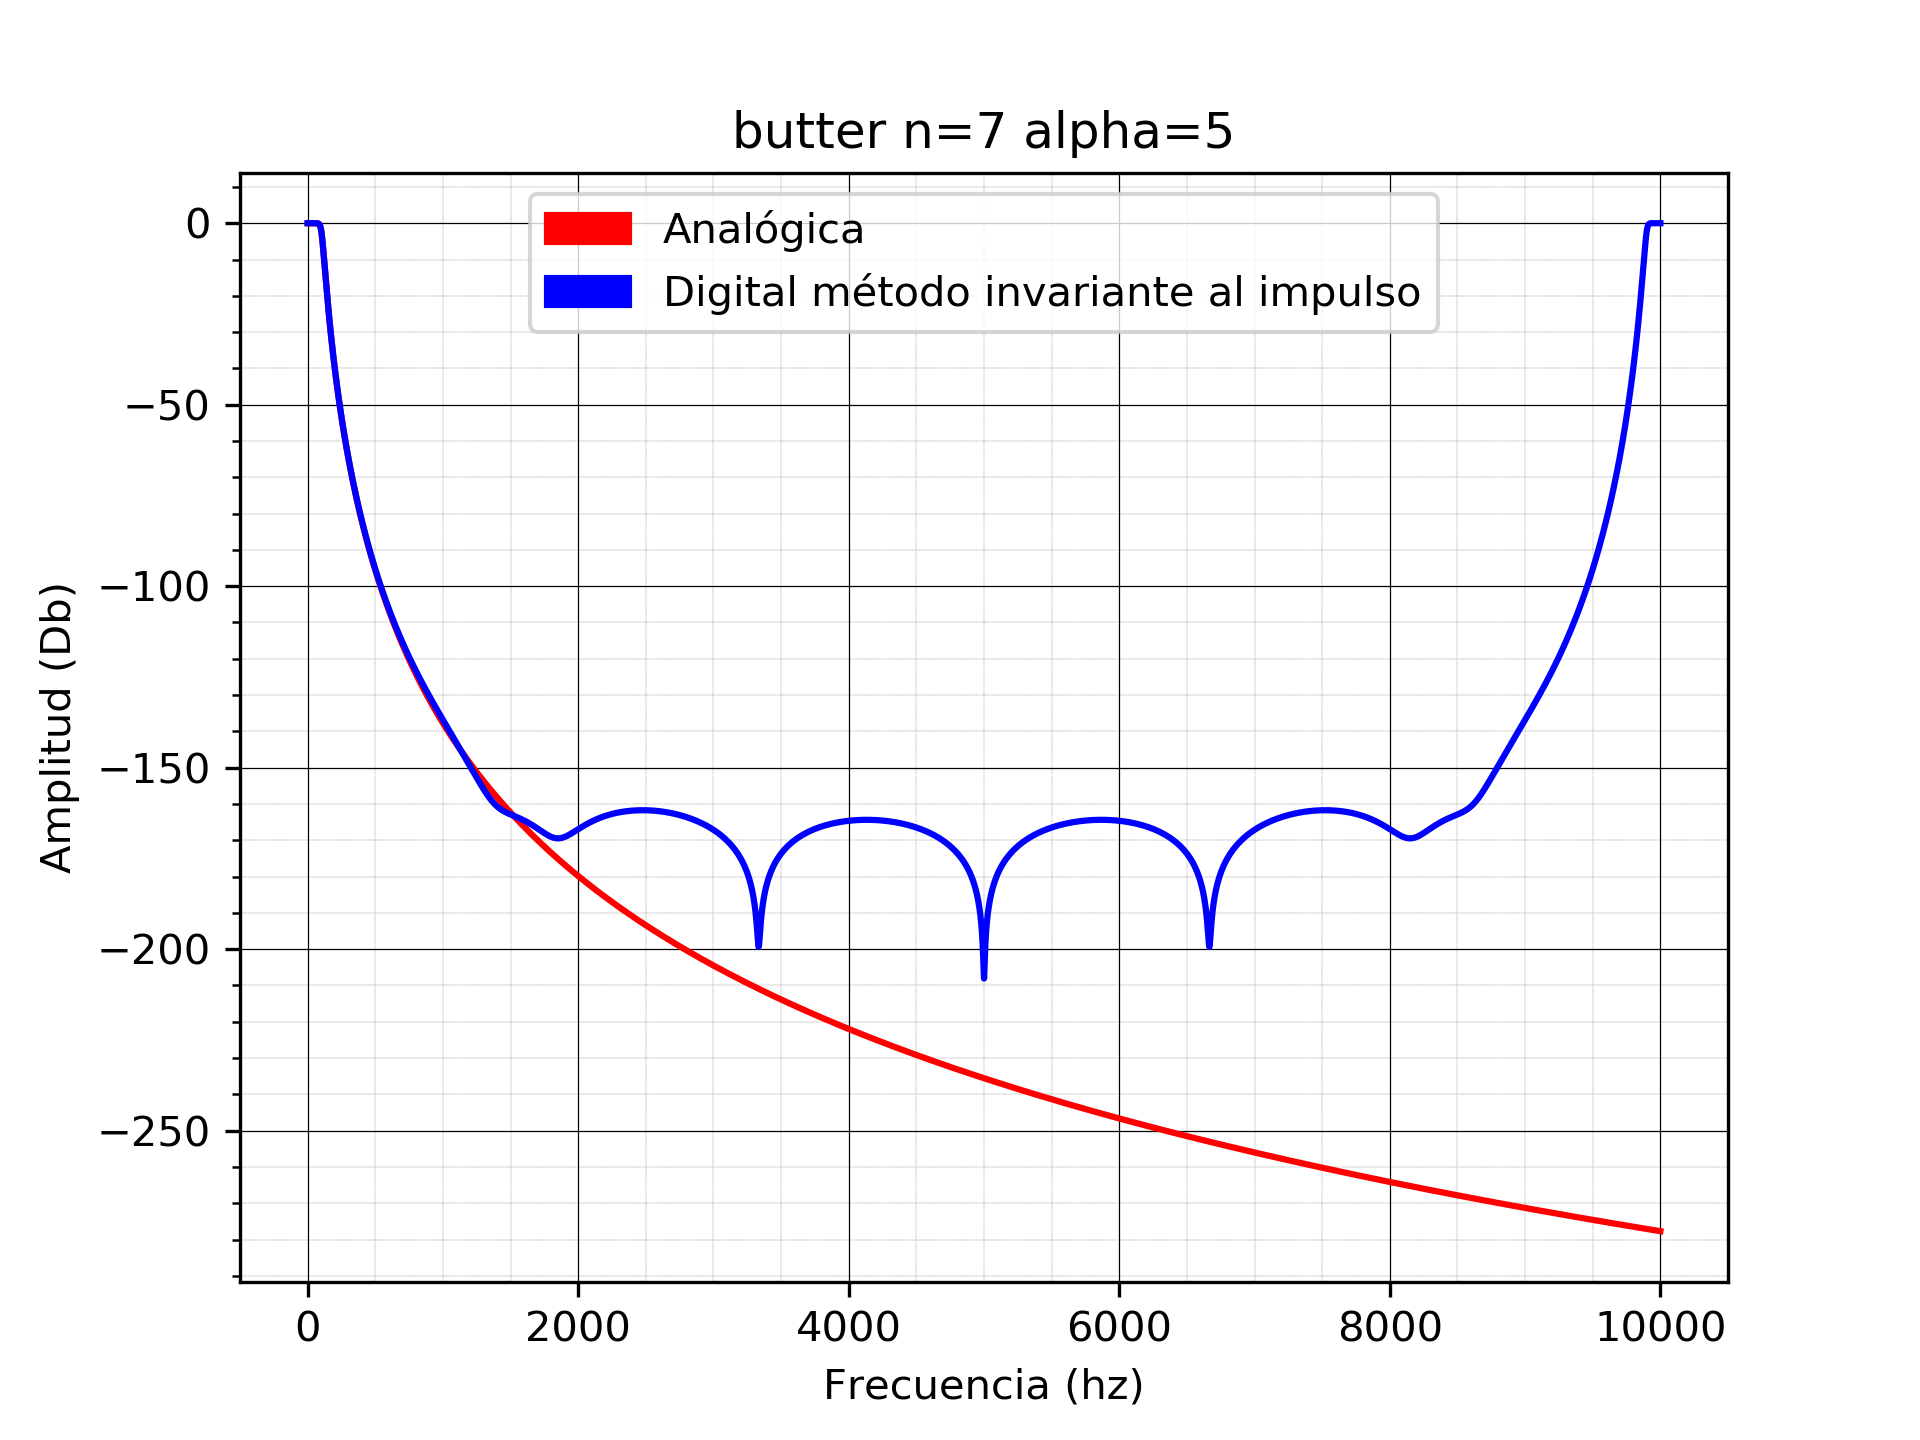 butter n=7 alpha=5
Analógica
Digital método invariante al impulso
Amplitud (Db)
0
−50
−100
−150
−200
−250
0 2000 4000 6000 8000 10000
Frecuencia (hz)